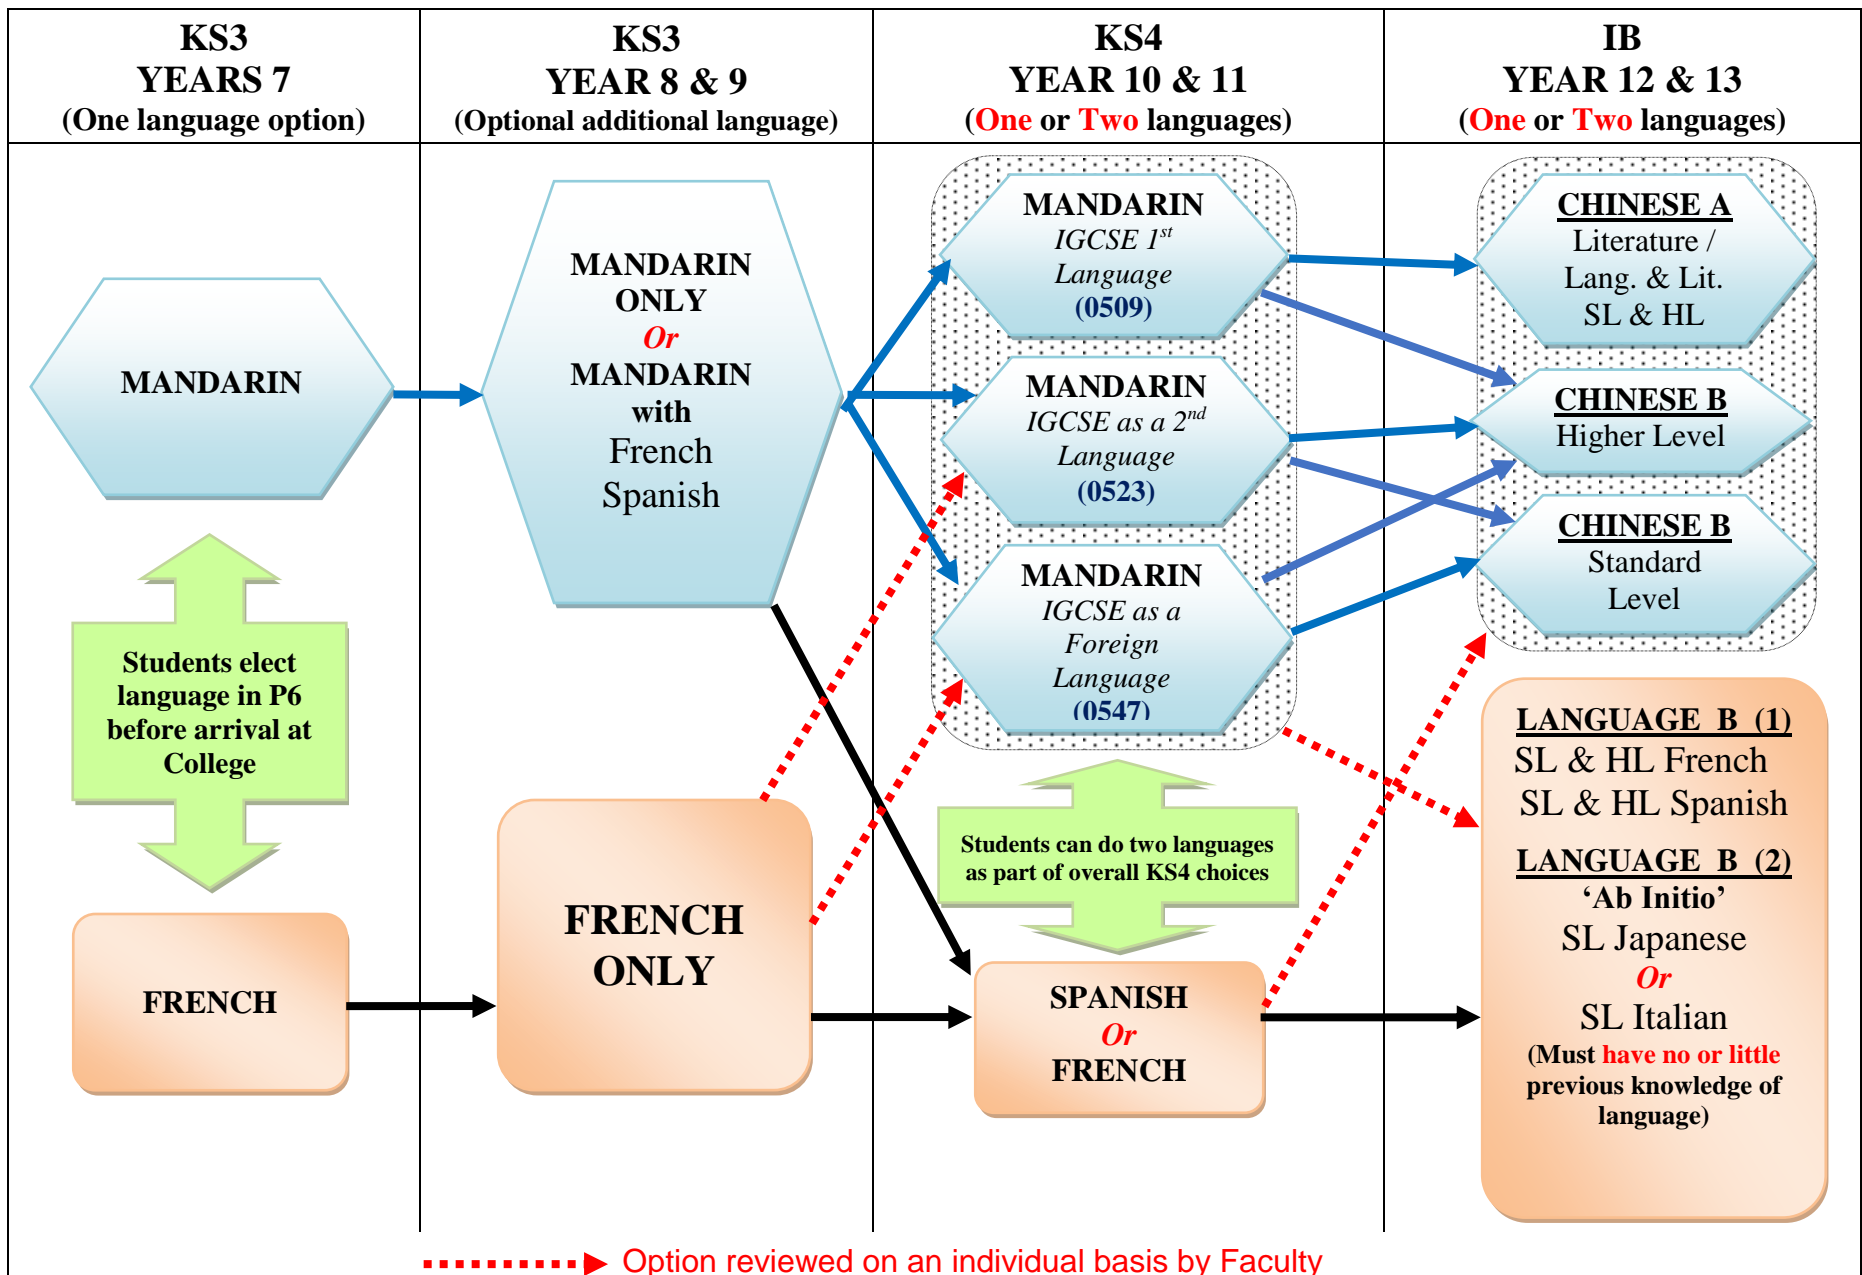 KS3
YEARS 7
(One language option)
KS3
YEAR 8 & 9
(Optional additional language)
KS4
YEAR 10 & 11
(One or Two languages)
IB
YEAR 12 & 13
(One or Two languages)
MANDARIN
Students elect
language in P6
before arrival at
College
FRENCH
MANDARIN
ONLY
Or
MANDARIN
with
French
Spanish
FRENCH
ONLY
MANDARIN
IGCSE 1st
Language
(0509)
MANDARIN
IGCSE as a 2nd
Language
(0523)
MANDARIN
IGCSE as a
Foreign
Language
(0547)
Students can do two languages
as part of overall KS4 choices
SPANISH
Or
FRENCH
CHINESE A
Literature /
Lang. & Lit.
SL & HL
CHINESE B
Higher Level
CHINESE B
Standard
Level
LANGUAGE B (1)
SL & HL French
SL & HL Spanish
LANGUAGE B (2)
‘Ab Initio’
SL Japanese
Or
SL Italian
(Must have no or little
previous knowledge of
language)
Option reviewed on an individual basis by Faculty